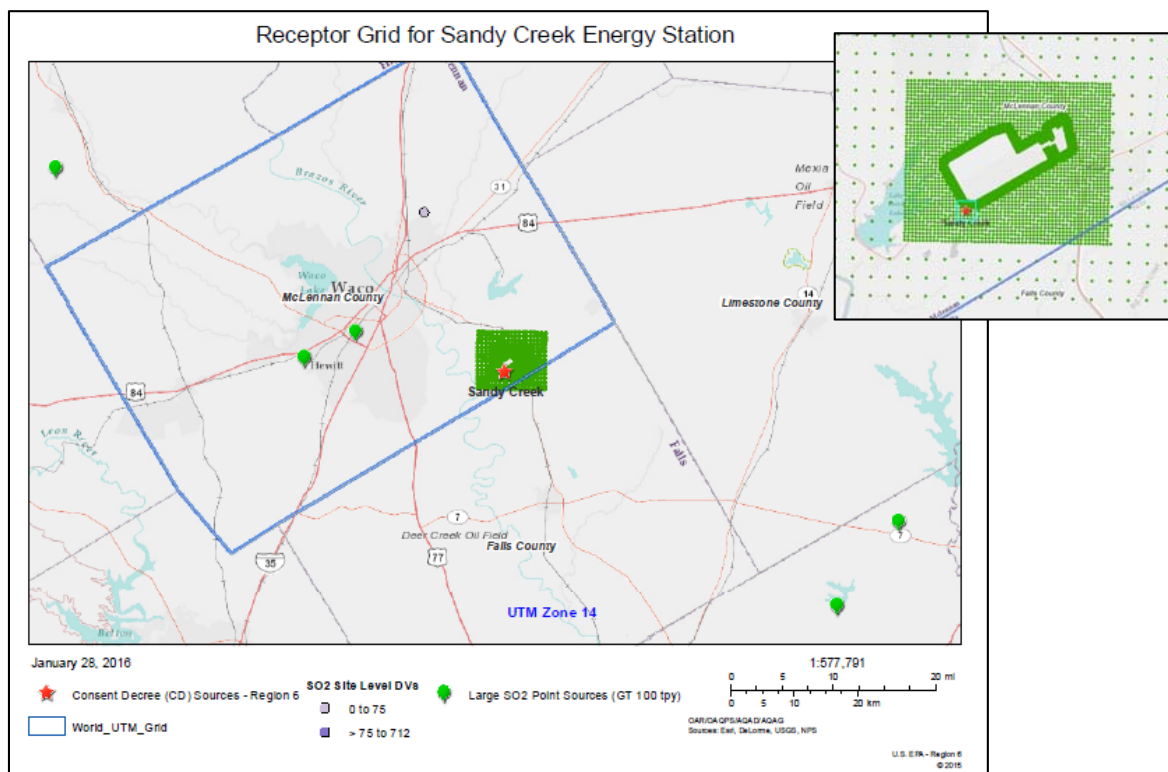 Receptor Grid for Sandy Creek Energy Station
McLennan County
Sandy Creek
Falls County
Brazos River
31
84
Mexia
Oil
Field
Waco
Lake
Waco
McLennan County
14
Limestone County
Hewitt
84
Sandy Creek
Leon River
Falls
7
Deer Creek Oil Field
Falls County
7
77
35
UTM Zone 14
Belton
January 28, 2016
1:577,791
Consent Decree (CD) Sources - Region 6
World_UTM_Grid
SO2 Site Level DVs
0 to 75
> 75 to 712
Large SO2 Point Sources (GT 100 tpy)
0 5 10 20 mi
0 5 10 20 km
OAR/OAQPS/AQAD/AQAG
Sources: Esri, DeLorme, USGS, NPS
U.S. EPA - Region 6
© 2015